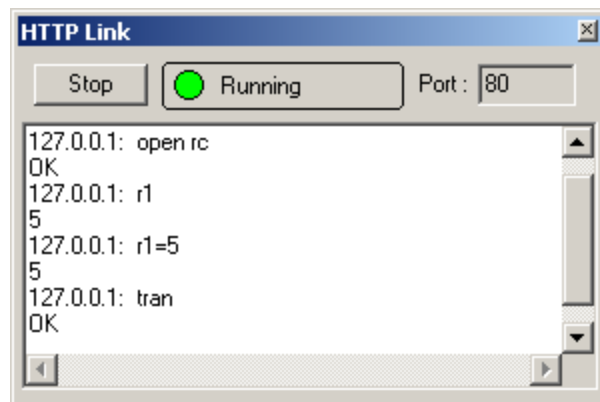 HTTP Link
Stop Running Port : 80
127.0.0.1: open rc
OK
127.0.0.1: r1
5
127.0.0.1: r1=5
5
127.0.0.1: tran
OK